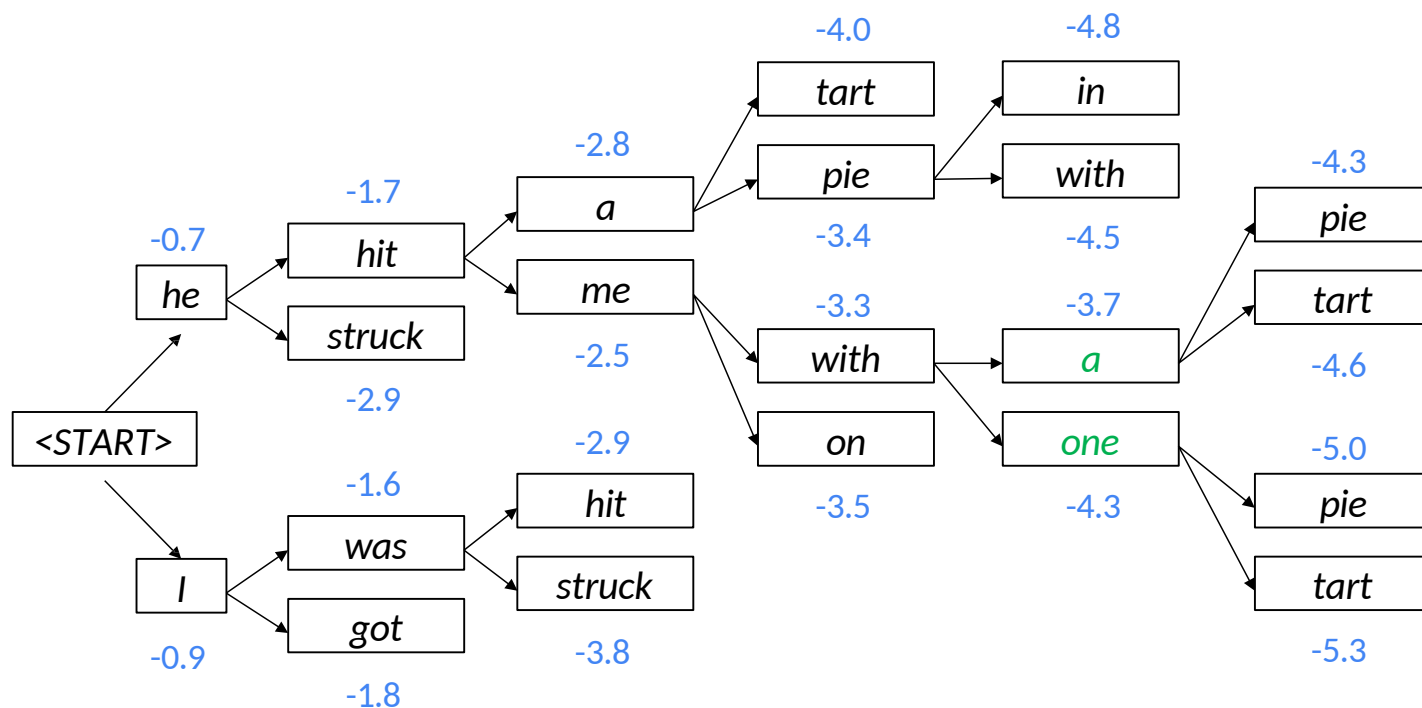 -4.0
-4.8
tart
in
-2.8
-4.3
-1.7
pie
with
a
pie
-0.7
-3.4
-4.5
hit
he
me
-3.3
-3.7
tart
struck
with
a
-2.5
-4.6
-2.9
<START>
-2.9
on
one
-5.0
-1.6
hit
-3.5
-4.3
pie
was
I
struck
tart
got
-0.9
-3.8
-5.3
-1.8